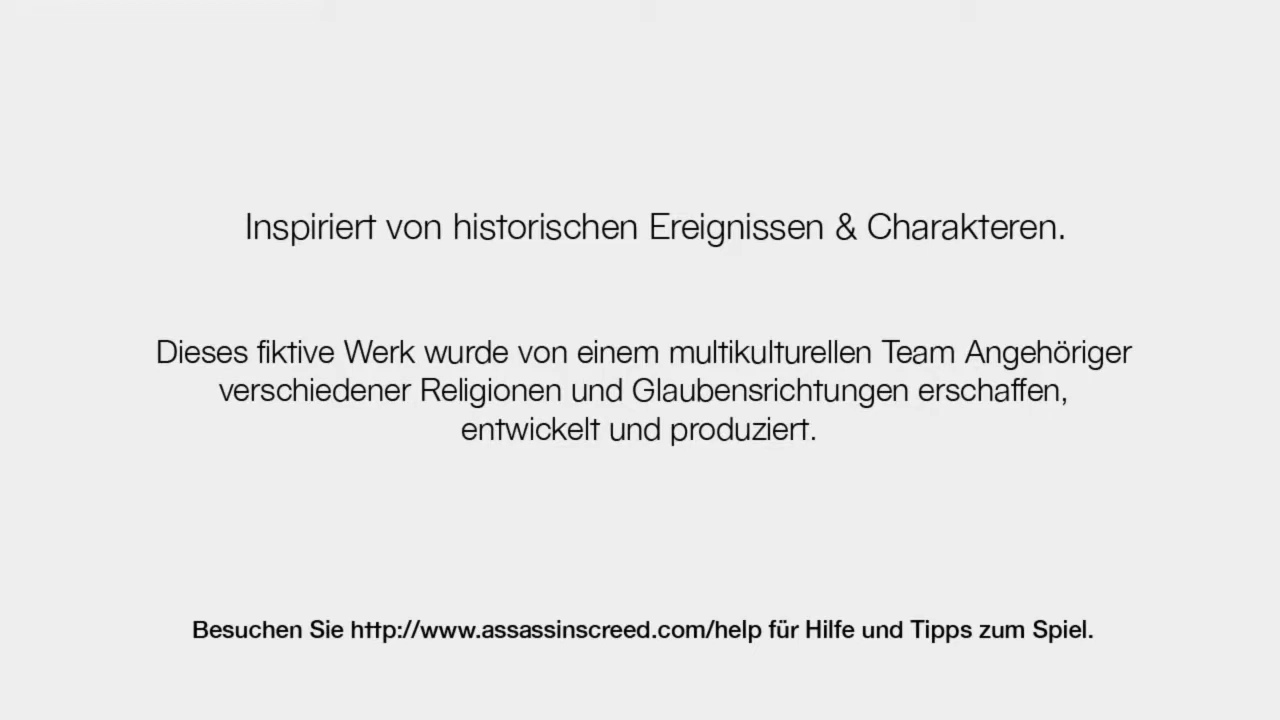 Inspiriert von historischen Ereignissen & Charakteren.
Dieses fiktive Werk wurde von einem multikulturellen Team Angehöriger
verschiedener Religionen und Glaubensrichtungen erschaffen,
entwickelt und produziert.
Besuchen Sie http://www.assassinscreed.com/help für Hilfe und Tipps zum Spiel.